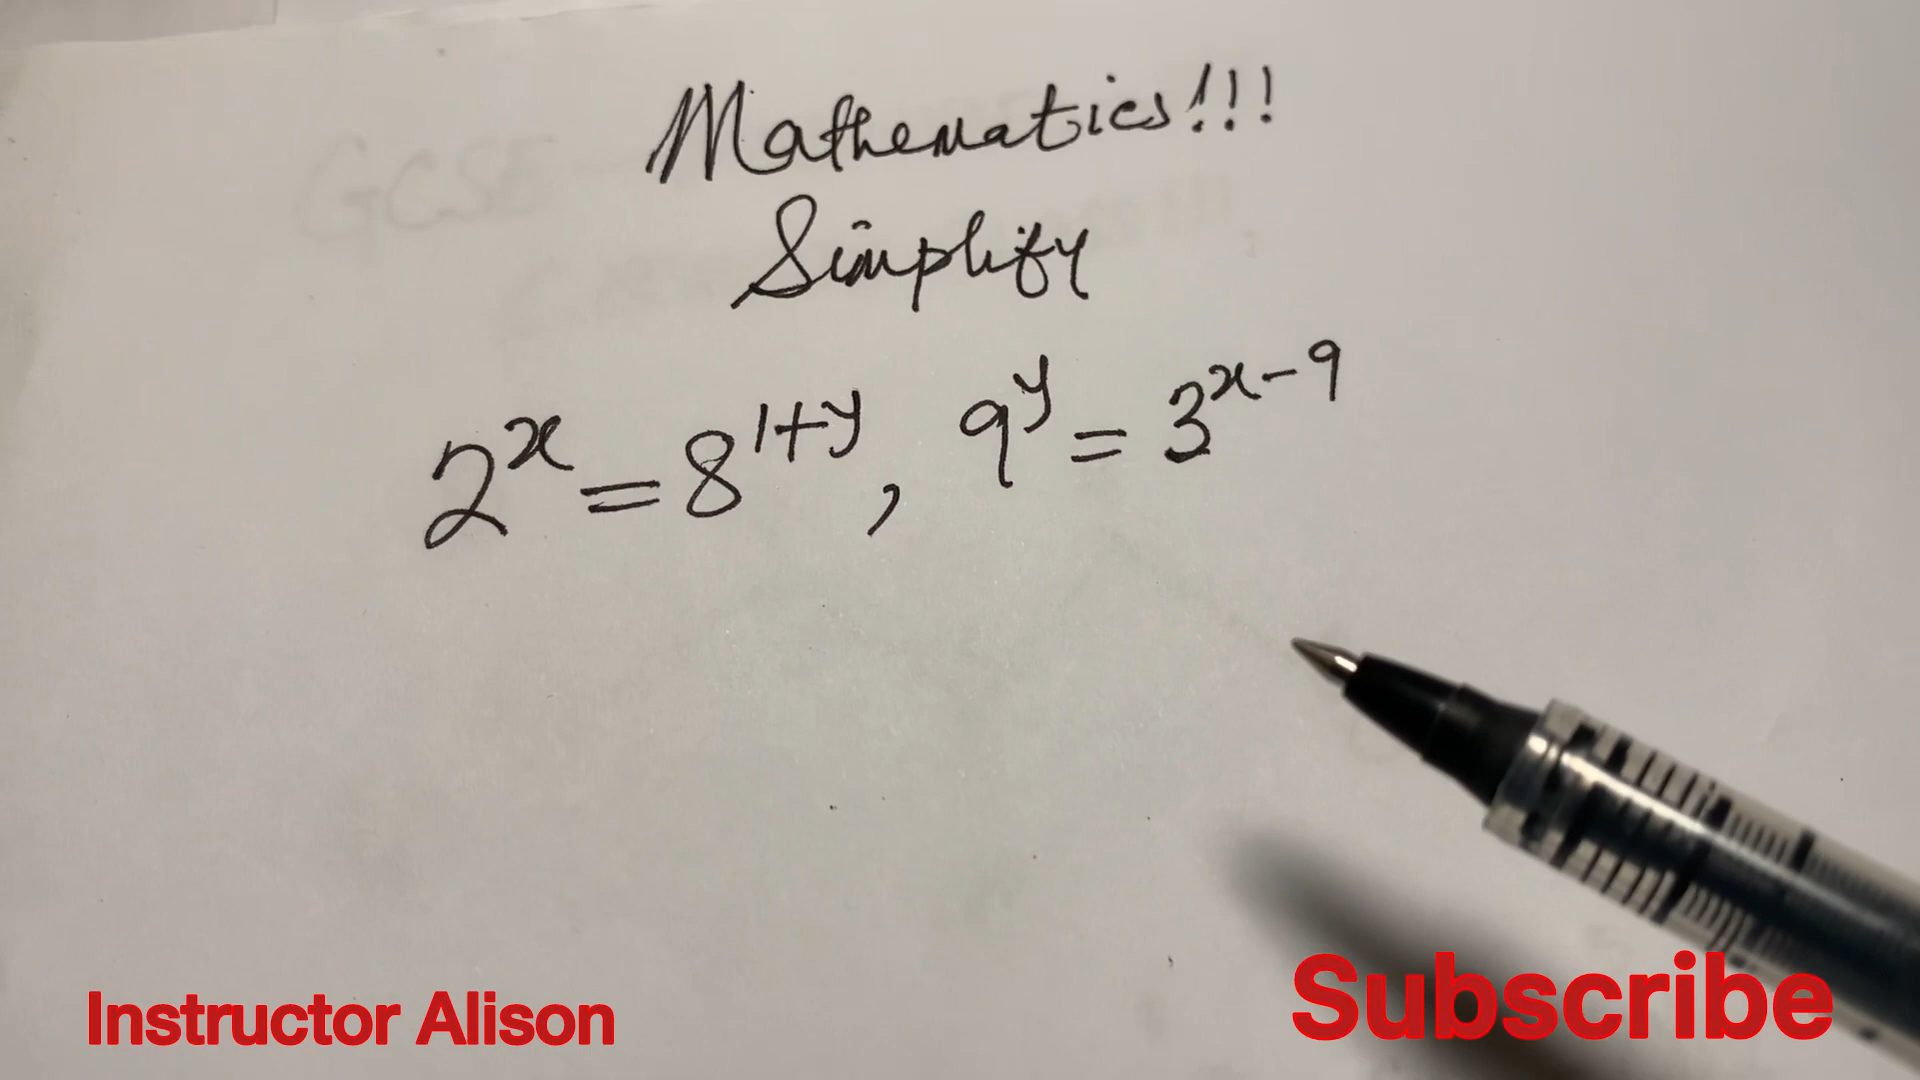 Mathematics!!!
Simplify
2^x = 8^{1+y}, 9^y = 3^{x-9}
Instructor Alison
Subscribe